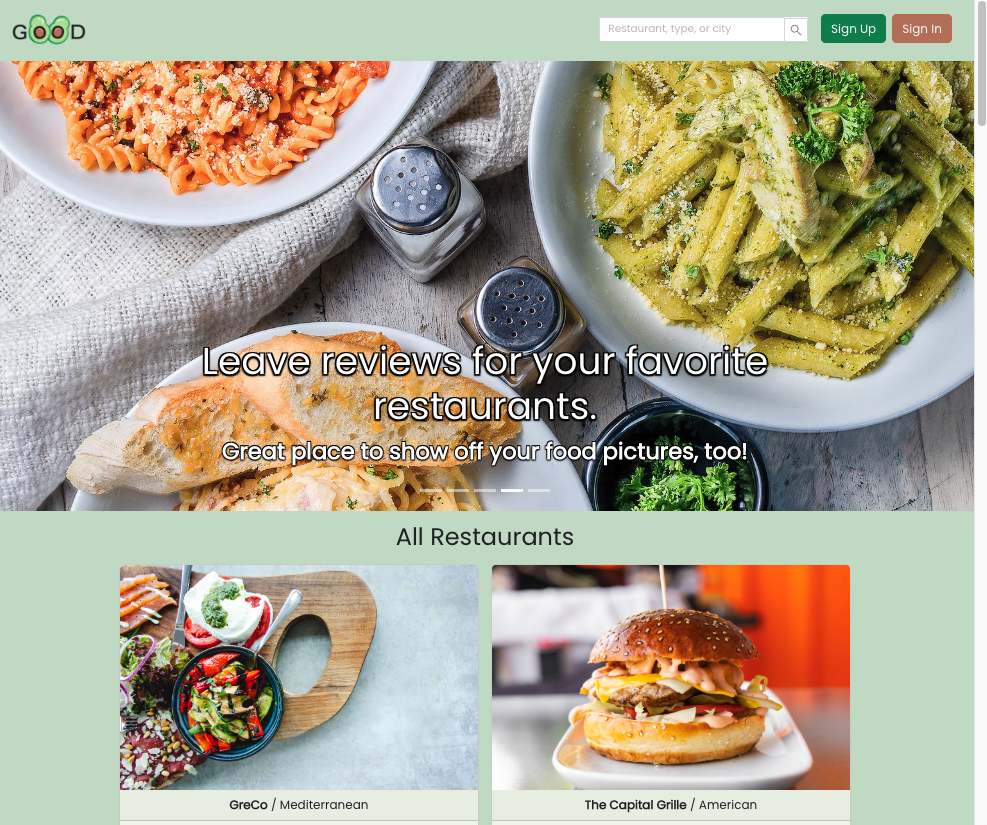 GOOD
Restaurant, type, or city
Sign Up
Sign In
Leave reviews for your favorite
restaurants.
Great place to show off your food pictures, too!
All Restaurants
GreCo / Mediterranean
The Capital Grille / American